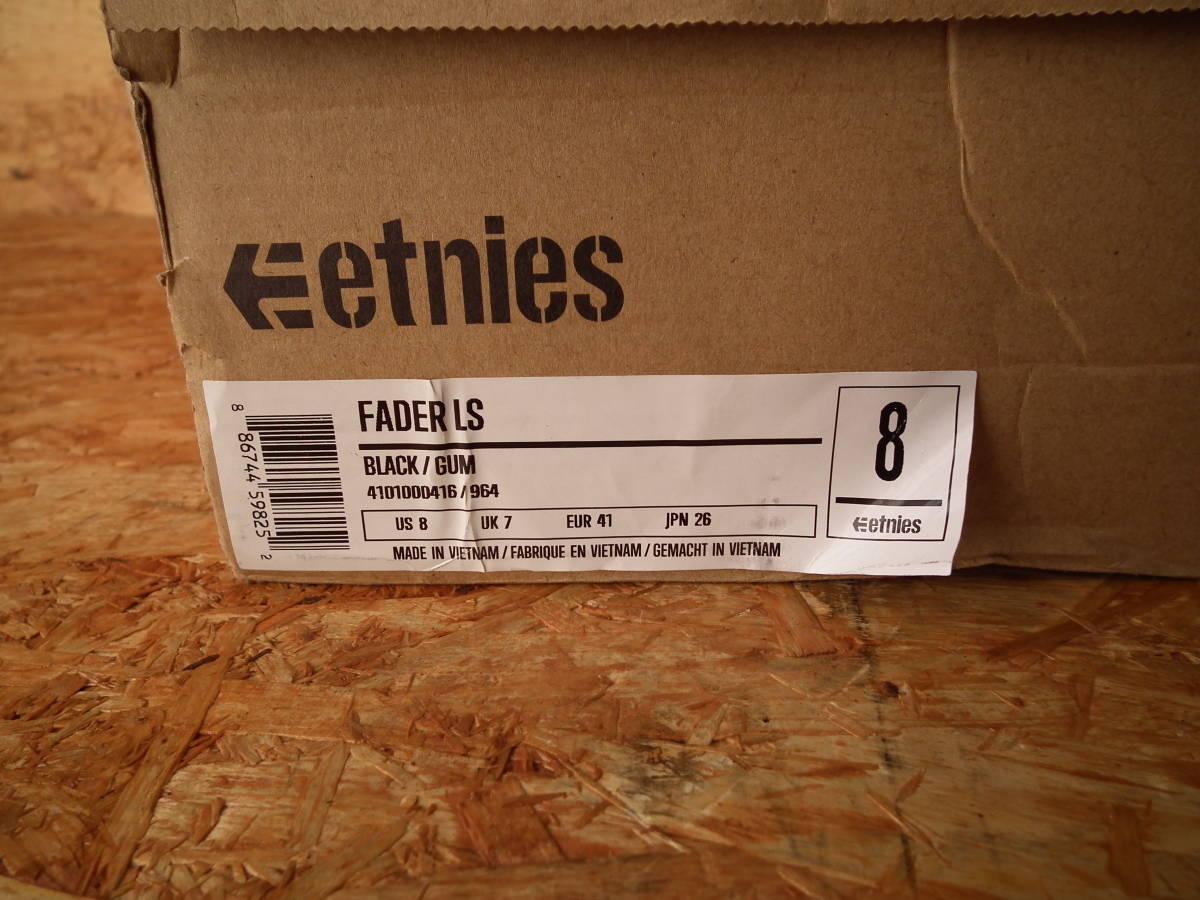 etnies
FADER LS
BLACK / GUM
4101000416 / 964
US 8 UK 7 EUR 41 JPN 26
MADE IN VIETNAM / FABRIQUE EN VIETNAM / GEMACHT IN VIETNAM
8 86744 59825 2
8
etnies